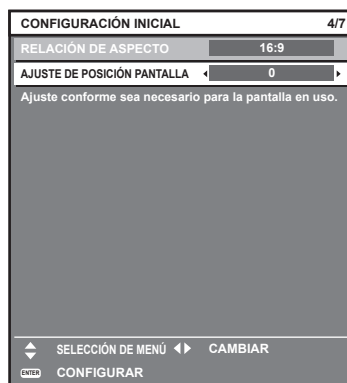 CONFIGURACIÓN INICIAL 4/7
RELACIÓN DE ASPECTO 16:9
AJUSTE DE POSICIÓN PANTALLA 0
Ajuste conforme sea necesario para la pantalla en uso.
SELECCIÓN DE MENÚ CAMBIAR
ENTER CONFIGURAR